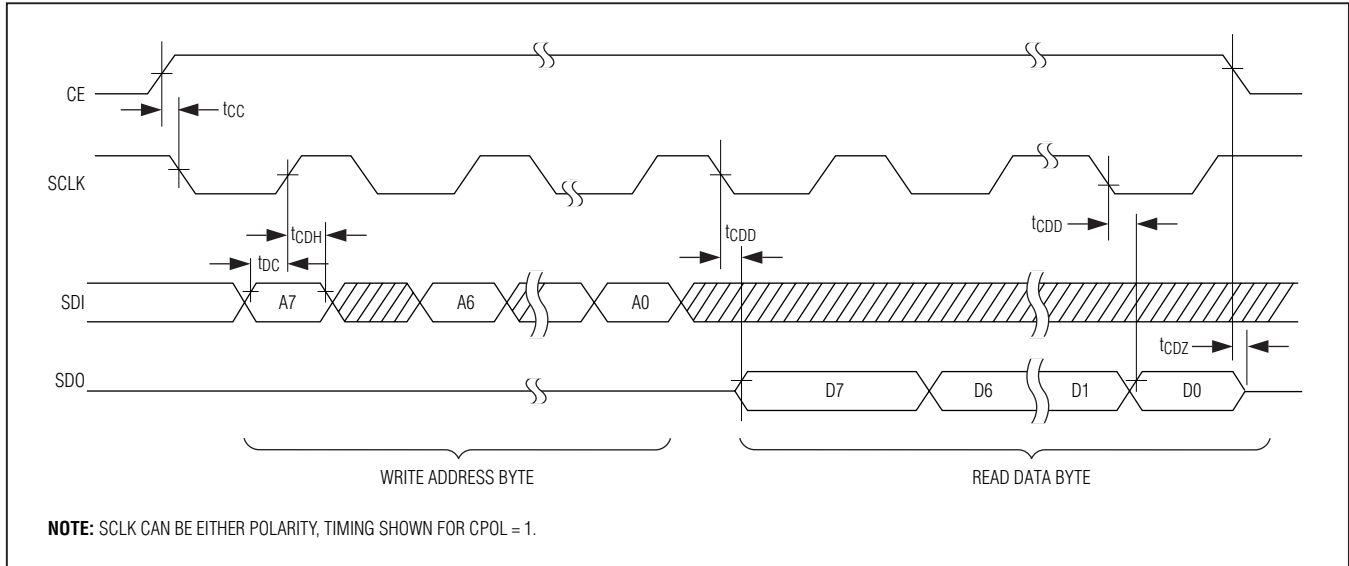 CE
tCC
SCLK
tCDH
tDC
tCDD
tCDD
SDI
A7
A6
A0
tCDZ
SDO
D7
D6
D1
D0
WRITE ADDRESS BYTE
READ DATA BYTE
NOTE: SCLK CAN BE EITHER POLARITY, TIMING SHOWN FOR CPOL = 1.